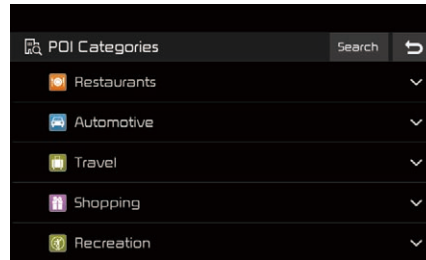 POI Categories Search
Restaurants
Automotive
Travel
Shopping
Recreation